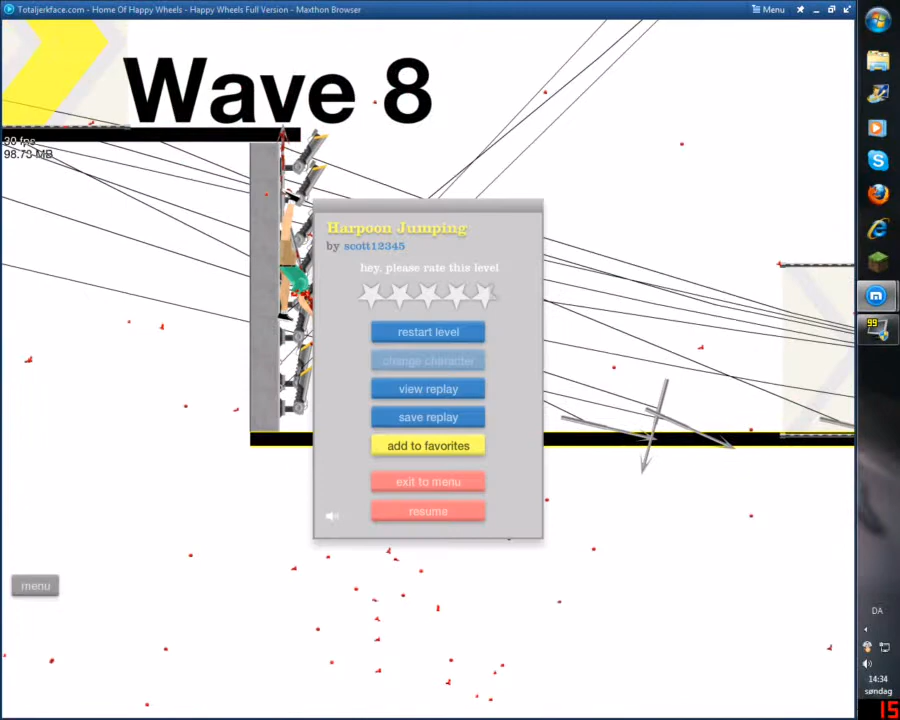 Totaljerkface.com - Home Of Happy Wheels - Happy Wheels Full Version - Maxthon Browser
Menu
Wave 8
30 fps
98.73 MB
Harpoon Jumping
by scott12345
hey, please rate this level
restart level
change character
view replay
save replay
add to favorites
exit to menu
resume
menu
99
DA
14:34
søndag
15